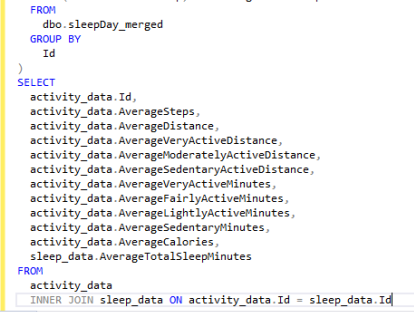 FROM
dbo.sleepDay_merged
GROUP BY
Id
)
SELECT
activity_data.Id,
activity_data.AverageSteps,
activity_data.AverageDistance,
activity_data.AverageVeryActiveDistance,
activity_data.AverageModeratelyActiveDistance,
activity_data.AverageSedentaryActiveDistance,
activity_data.AverageVeryActiveMinutes,
activity_data.AverageFairlyActiveMinutes,
activity_data.AverageLightlyActiveMinutes,
activity_data.AverageSedentaryMinutes,
activity_data.AverageCalories,
sleep_data.AverageTotalSleepMinutes
FROM
activity_data
INNER JOIN sleep_data ON activity_data.Id = sleep_data.Id